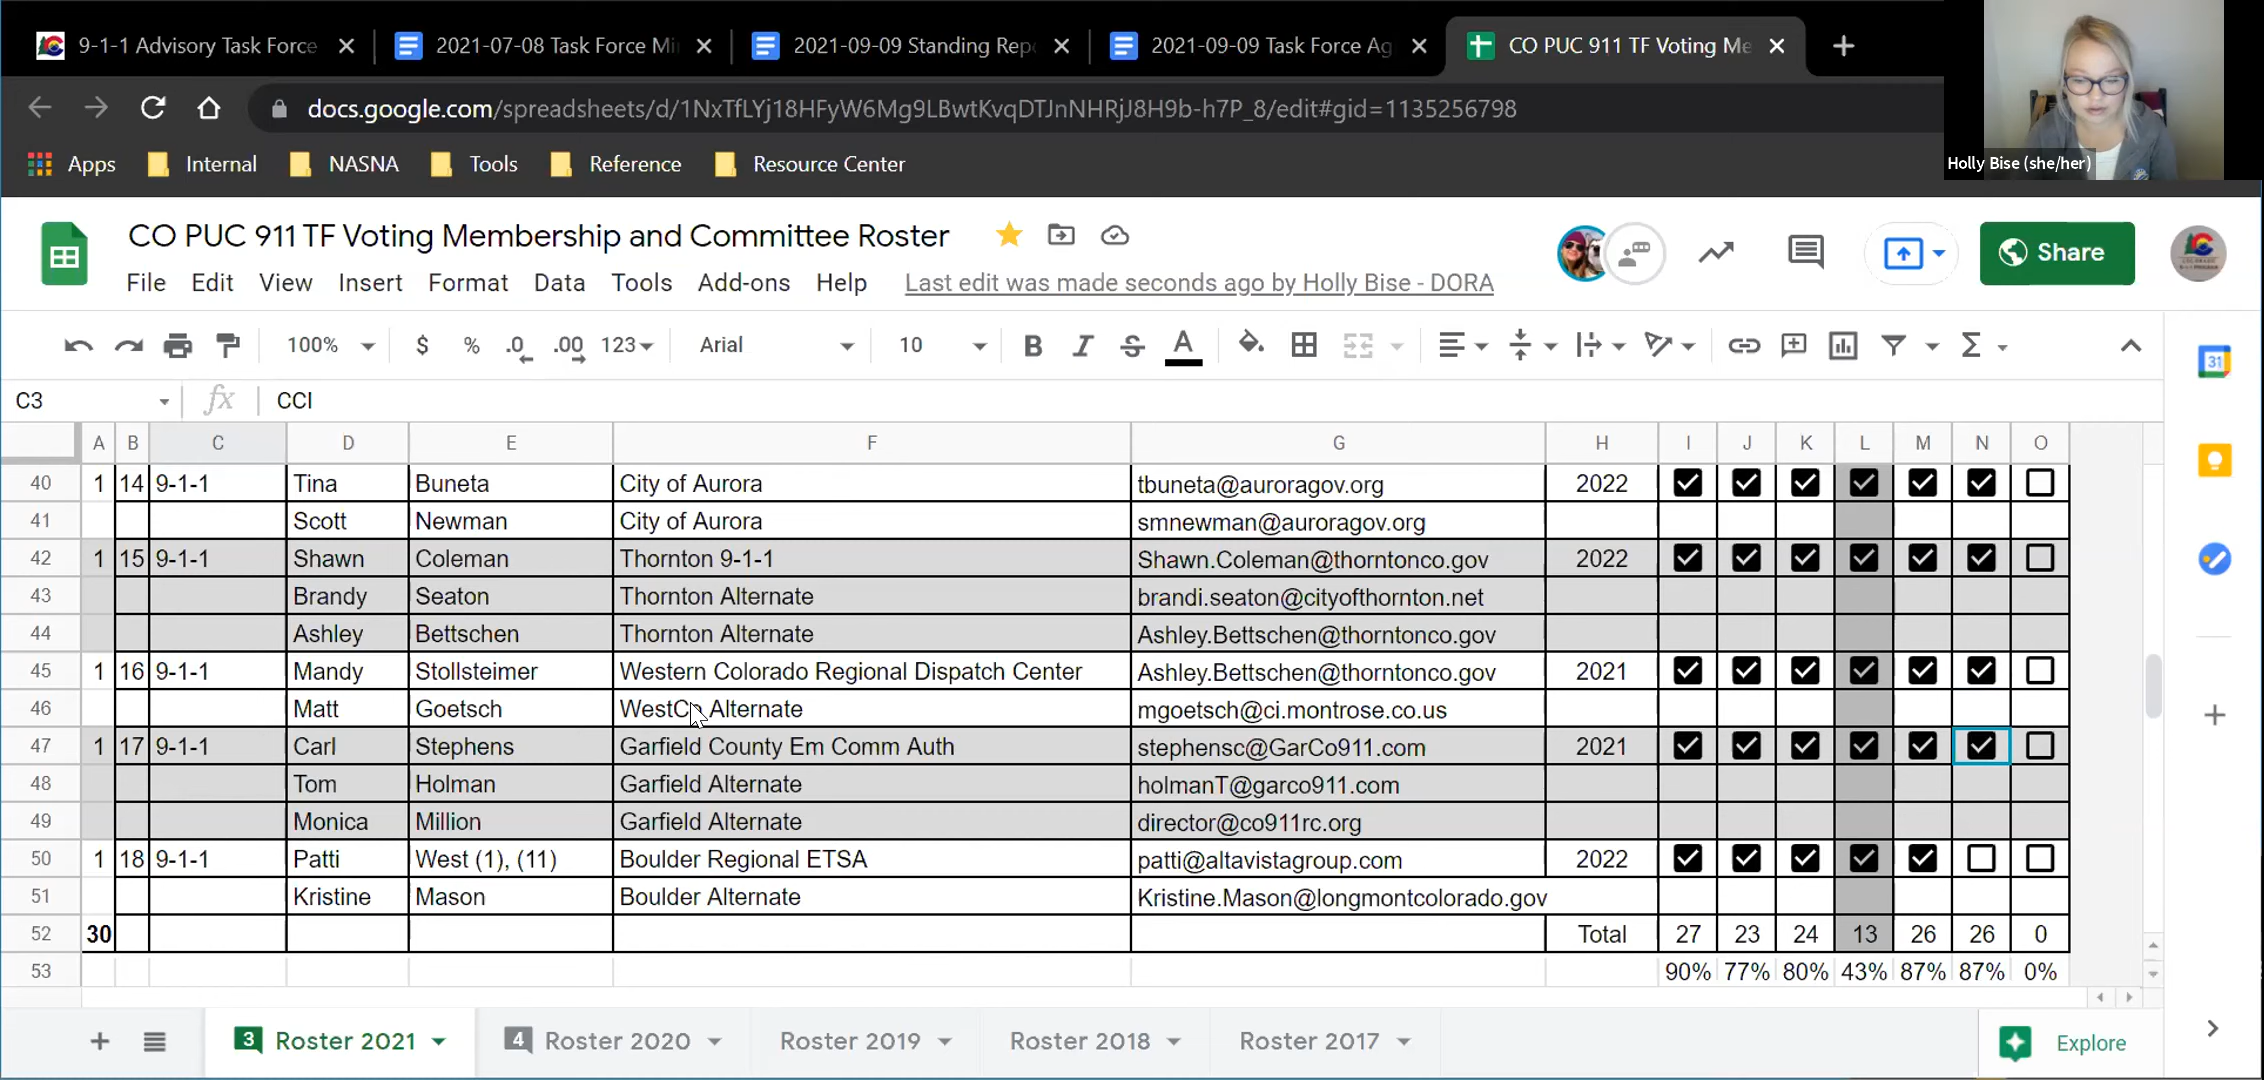 9-1-1 Advisory Task Force
2021-07-08 Task Force Mi
2021-09-09 Standing Rep
2021-09-09 Task Force Ag
CO PUC 911 TF Voting Me
docs.google.com/spreadsheets/d/1NxTfLYj18HFyW6Mg9LBwtKvqDTJnNHRjJ8H9b-h7P_8/edit#gid=1135256798
Apps Internal NASNA Tools Reference Resource Center
Holly Bise (she/her)
CO PUC 911 TF Voting Membership and Committee Roster
Share
File Edit View Insert Format Data Tools Add-ons Help Last edit was made seconds ago by Holly Bise - DORA
100% $ % .0 .00 123 Arial 10 B I S A
31
C3 fx CCI
A B C D E F G H I J K L M N O
40 1 14 9-1-1 Tina Buneta City of Aurora tbuneta@auroragov.org 2022
41 Scott Newman City of Aurora smnewman@auroragov.org
42 1 15 9-1-1 Shawn Coleman Thornton 9-1-1 Shawn.Coleman@thorntonco.gov 2022
43 Brandy Seaton Thornton Alternate brandi.seaton@cityofthornton.net
44 Ashley Bettschen Thornton Alternate Ashley.Bettschen@thorntonco.gov
45 1 16 9-1-1 Mandy Stollsteimer Western Colorado Regional Dispatch Center Ashley.Bettschen@thorntonco.gov 2021
46 Matt Goetsch WestCo Alternate mgoetsch@ci.montrose.co.us
47 1 17 9-1-1 Carl Stephens Garfield County Em Comm Auth stephensc@GarCo911.com 2021
48 Tom Holman Garfield Alternate holmanT@garco911.com
49 Monica Million Garfield Alternate director@co911rc.org
50 1 18 9-1-1 Patti West (1), (11) Boulder Regional ETSA patti@altavistagroup.com 2022
51 Kristine Mason Boulder Alternate Kristine.Mason@longmontcolorado.gov
52 30 Total 27 23 24 13 26 26 0
53 90% 77% 80% 43% 87% 87% 0%
3 Roster 2021 4 Roster 2020 Roster 2019 Roster 2018 Roster 2017 Explore